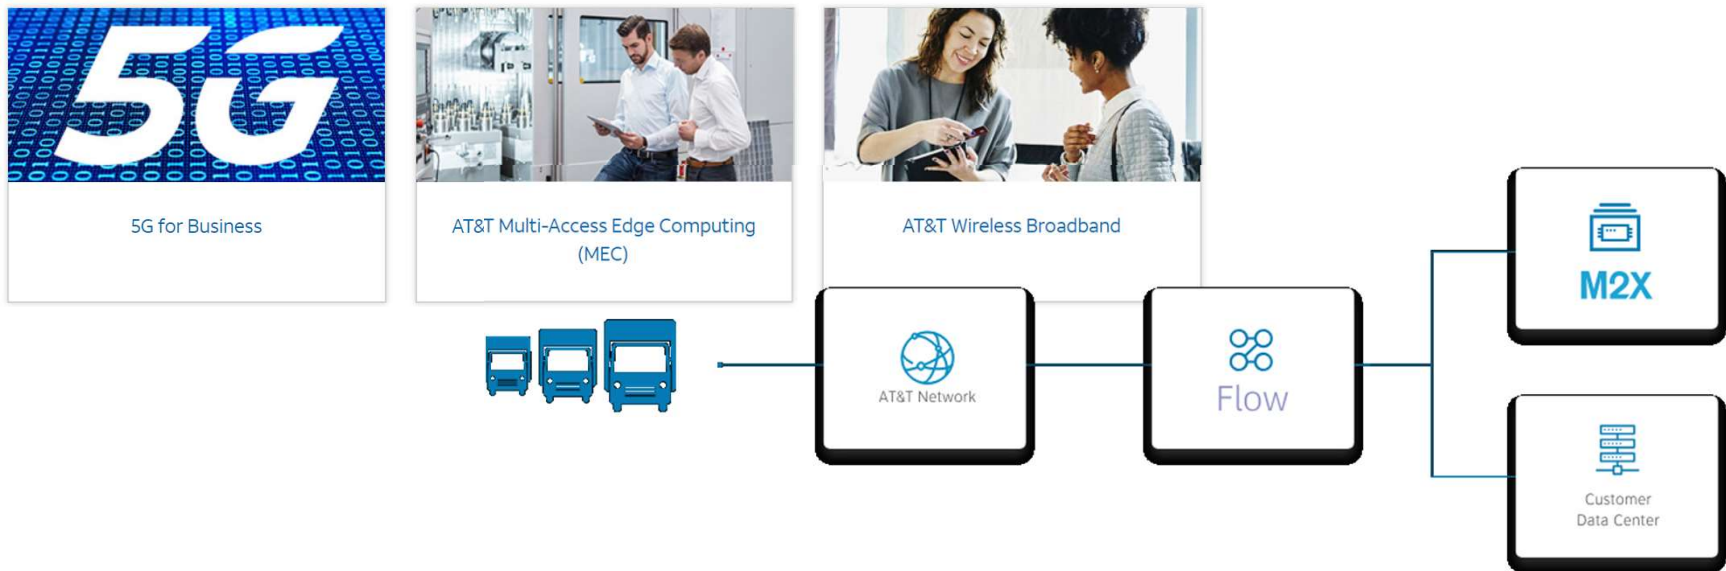 5G
5G for Business
AT&T Multi-Access Edge Computing
(MEC)
AT&T Wireless Broadband
M2X
AT&T Network
Flow
Customer
Data Center